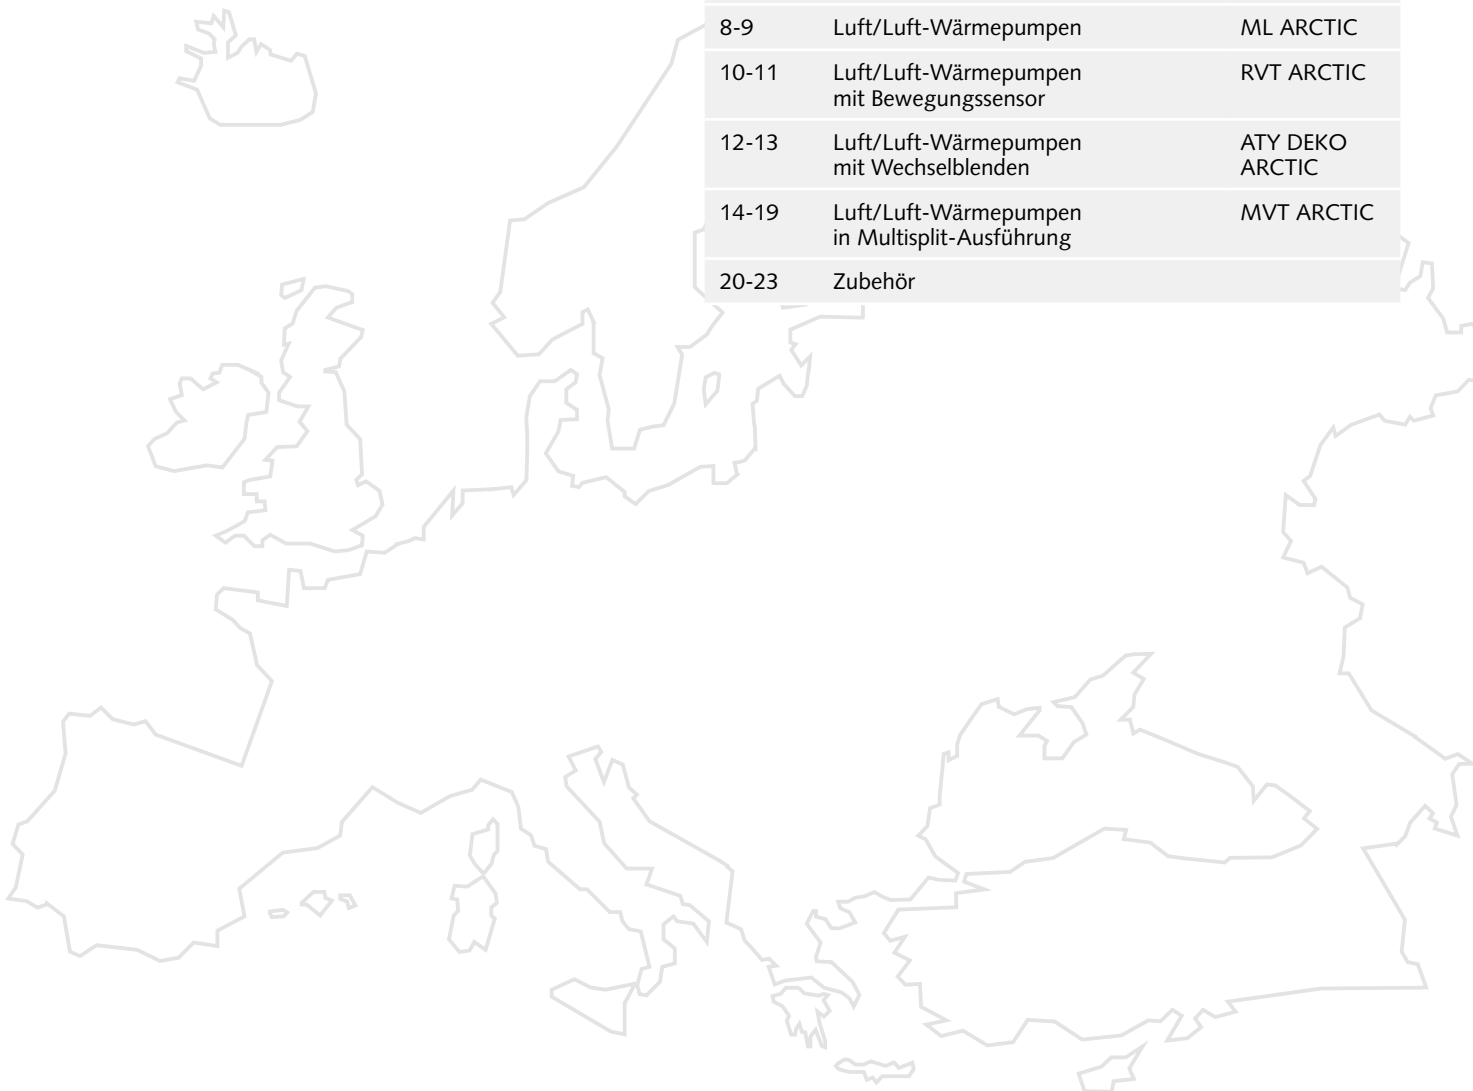 8-9 Luft/Luft-Wärmepumpen ML ARCTIC
10-11 Luft/Luft-Wärmepumpen RVT ARCTIC
mit Bewegungssensor
12-13 Luft/Luft-Wärmepumpen ATY DEKO
mit Wechselblenden ARCTIC
14-19 Luft/Luft-Wärmepumpen MVT ARCTIC
in Multisplit-Ausführung
20-23 Zubehör